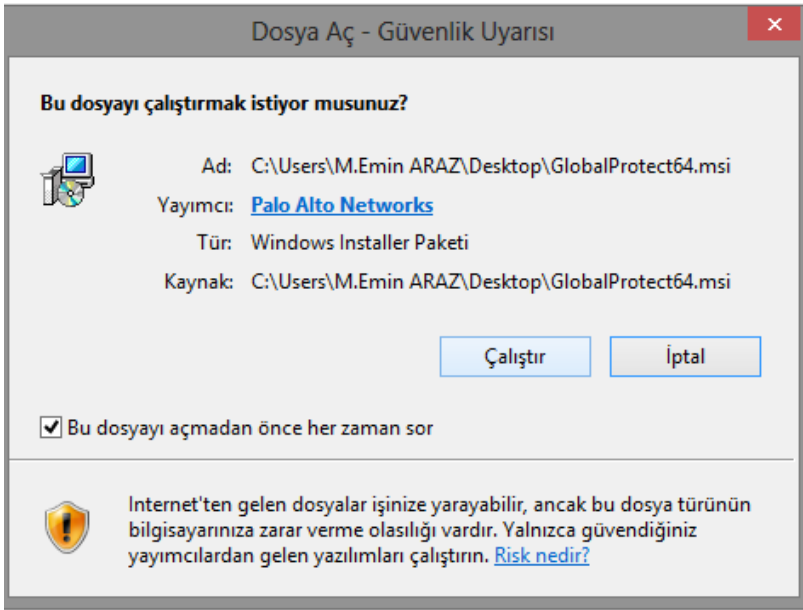 Dosya Aç - Güvenlik Uyarısı
Bu dosyayı çalıştırmak istiyor musunuz?
Ad: C:\Users\M.Emin ARAZ\Desktop\GlobalProtect64.msi
Yayımcı: Palo Alto Networks
Tür: Windows Installer Paketi
Kaynak: C:\Users\M.Emin ARAZ\Desktop\GlobalProtect64.msi
Çalıştır İptal
Bu dosyayı açmadan önce her zaman sor
Internet'ten gelen dosyalar işinize yarayabilir, ancak bu dosya türünün
bilgisayarınıza zarar verme olasılığı vardır. Yalnızca güvendiğiniz
yayımcılardan gelen yazılımları çalıştırın. Risk nedir?